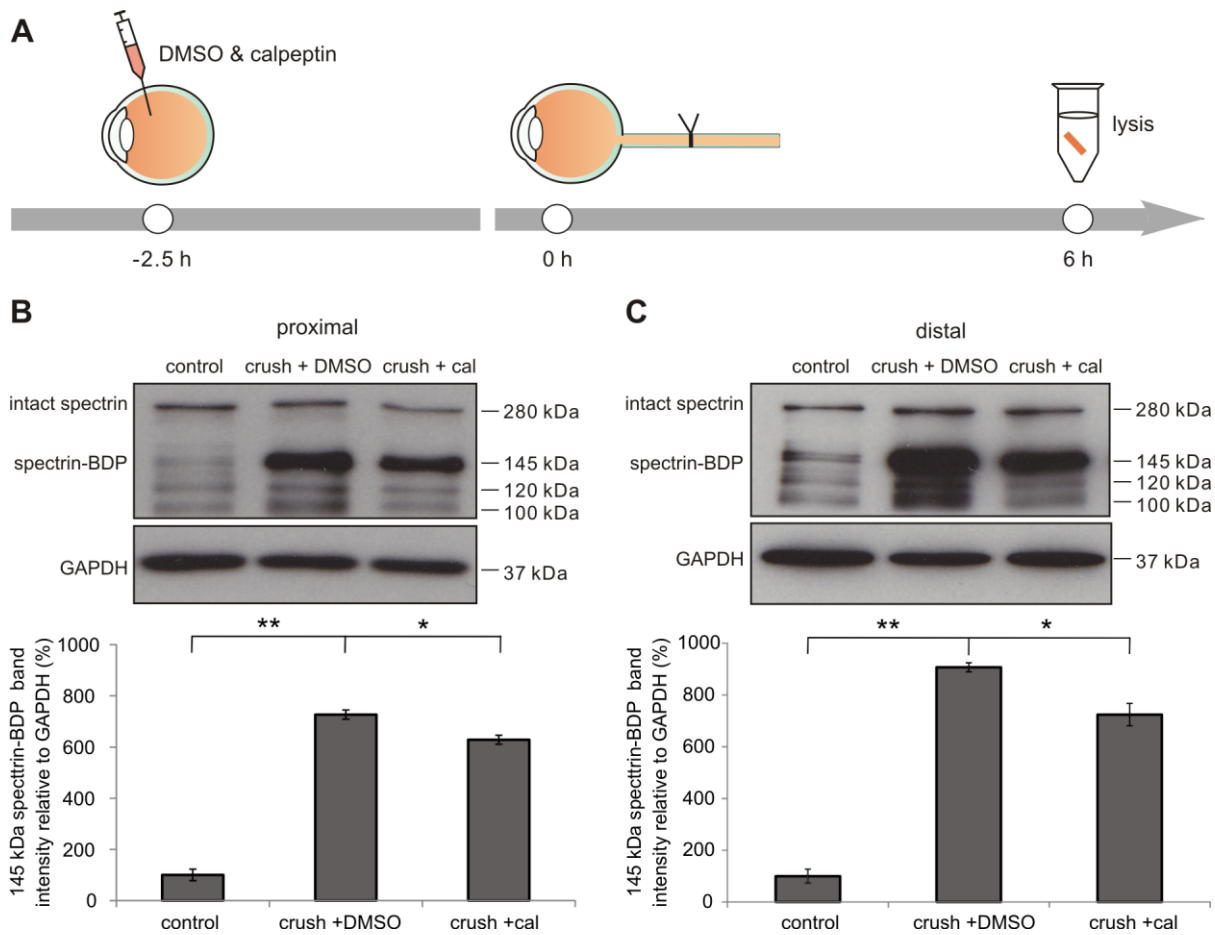 A
DMSO & calpeptin
lysis
-2.5 h
0 h
6 h
B
proximal
control crush + DMSO crush + cal
intact spectrin
280 kDa
spectrin-BDP
145 kDa
120 kDa
100 kDa
GAPDH
37 kDa
** *
145 kDa specttrin-BDP band
intensity relative to GAPDH (%)
1000
800
600
400
200
0
control crush +DMSO crush +cal
C
distal
control crush + DMSO crush + cal
intact spectrin
280 kDa
spectrin-BDP
145 kDa
120 kDa
100 kDa
GAPDH
37 kDa
** *
145 kDa specttrin-BDP band
intensity relative to GAPDH (%)
1000
800
600
400
200
0
control crush +DMSO crush +cal